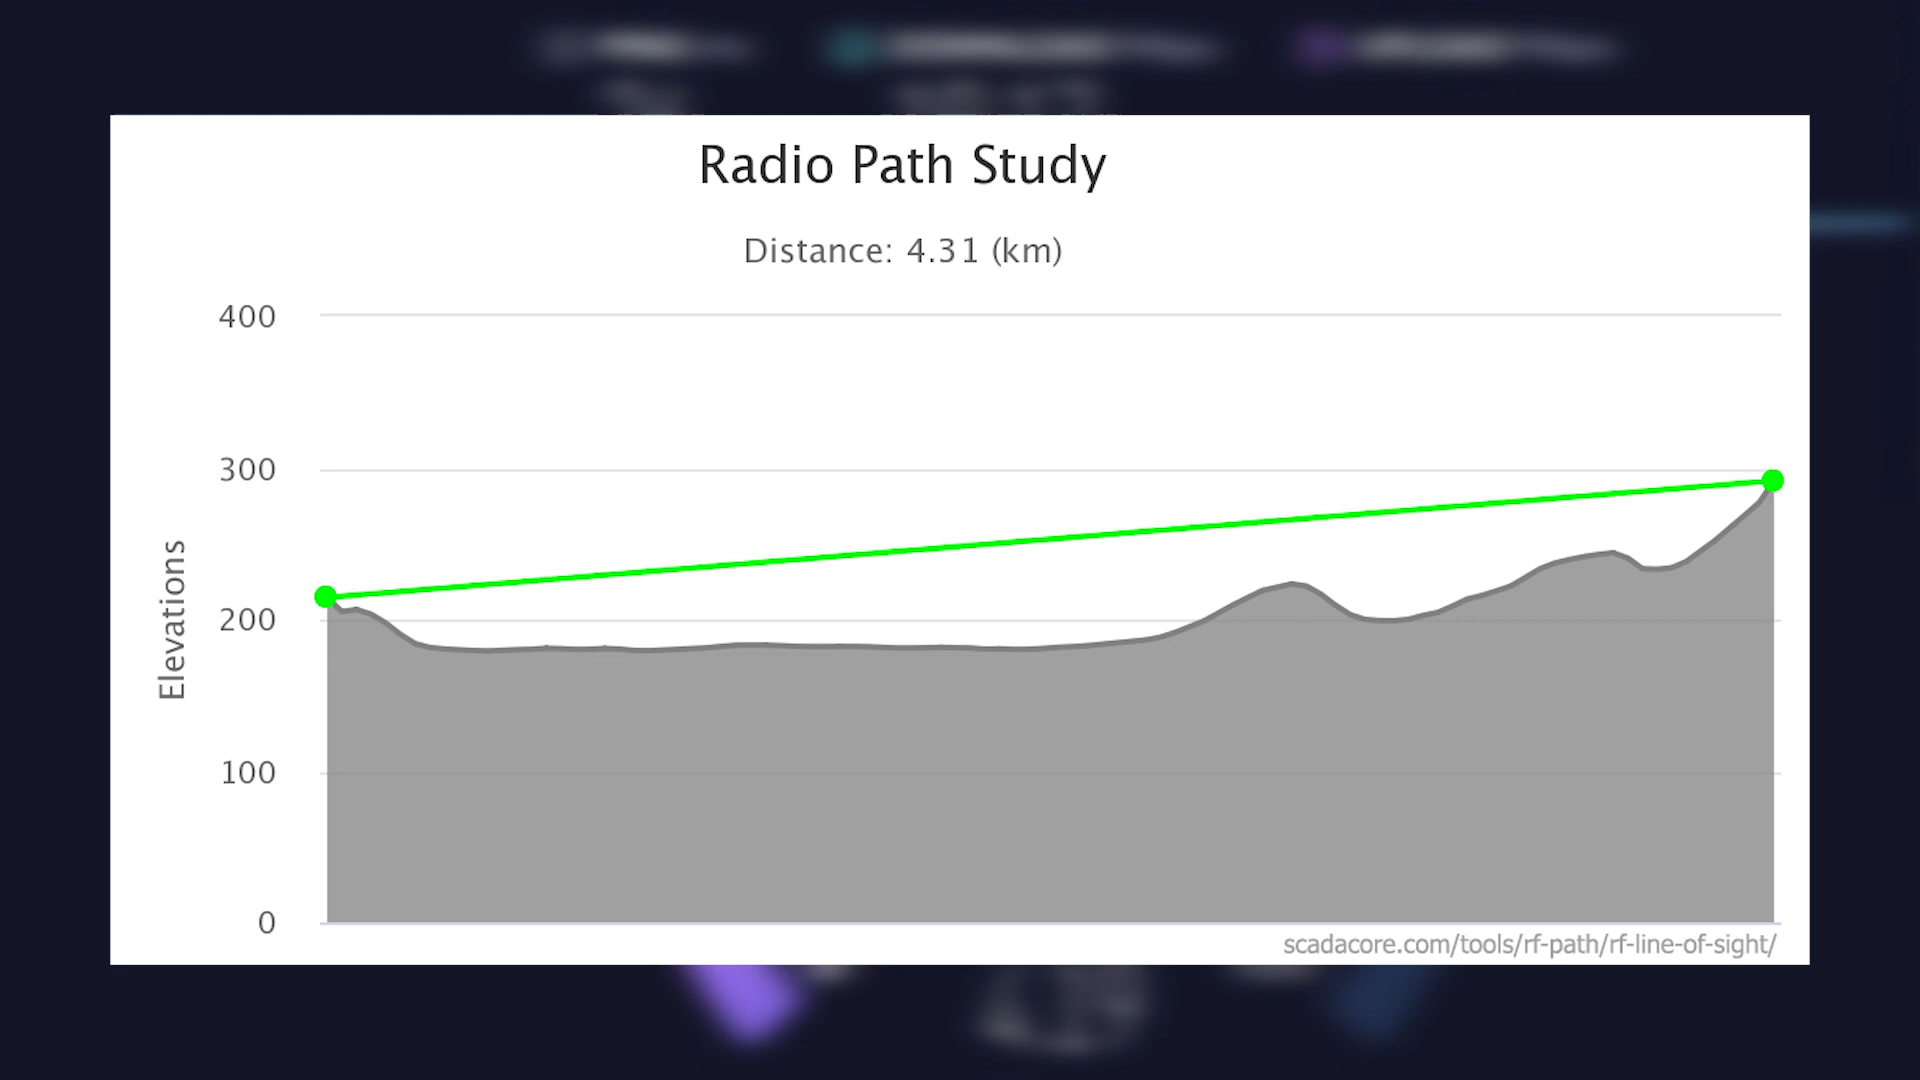 Radio Path Study
Distance: 4.31 (km)
400
300
200
100
0
Elevations
scadacore.com/tools/rf-path/rf-line-of-sight/